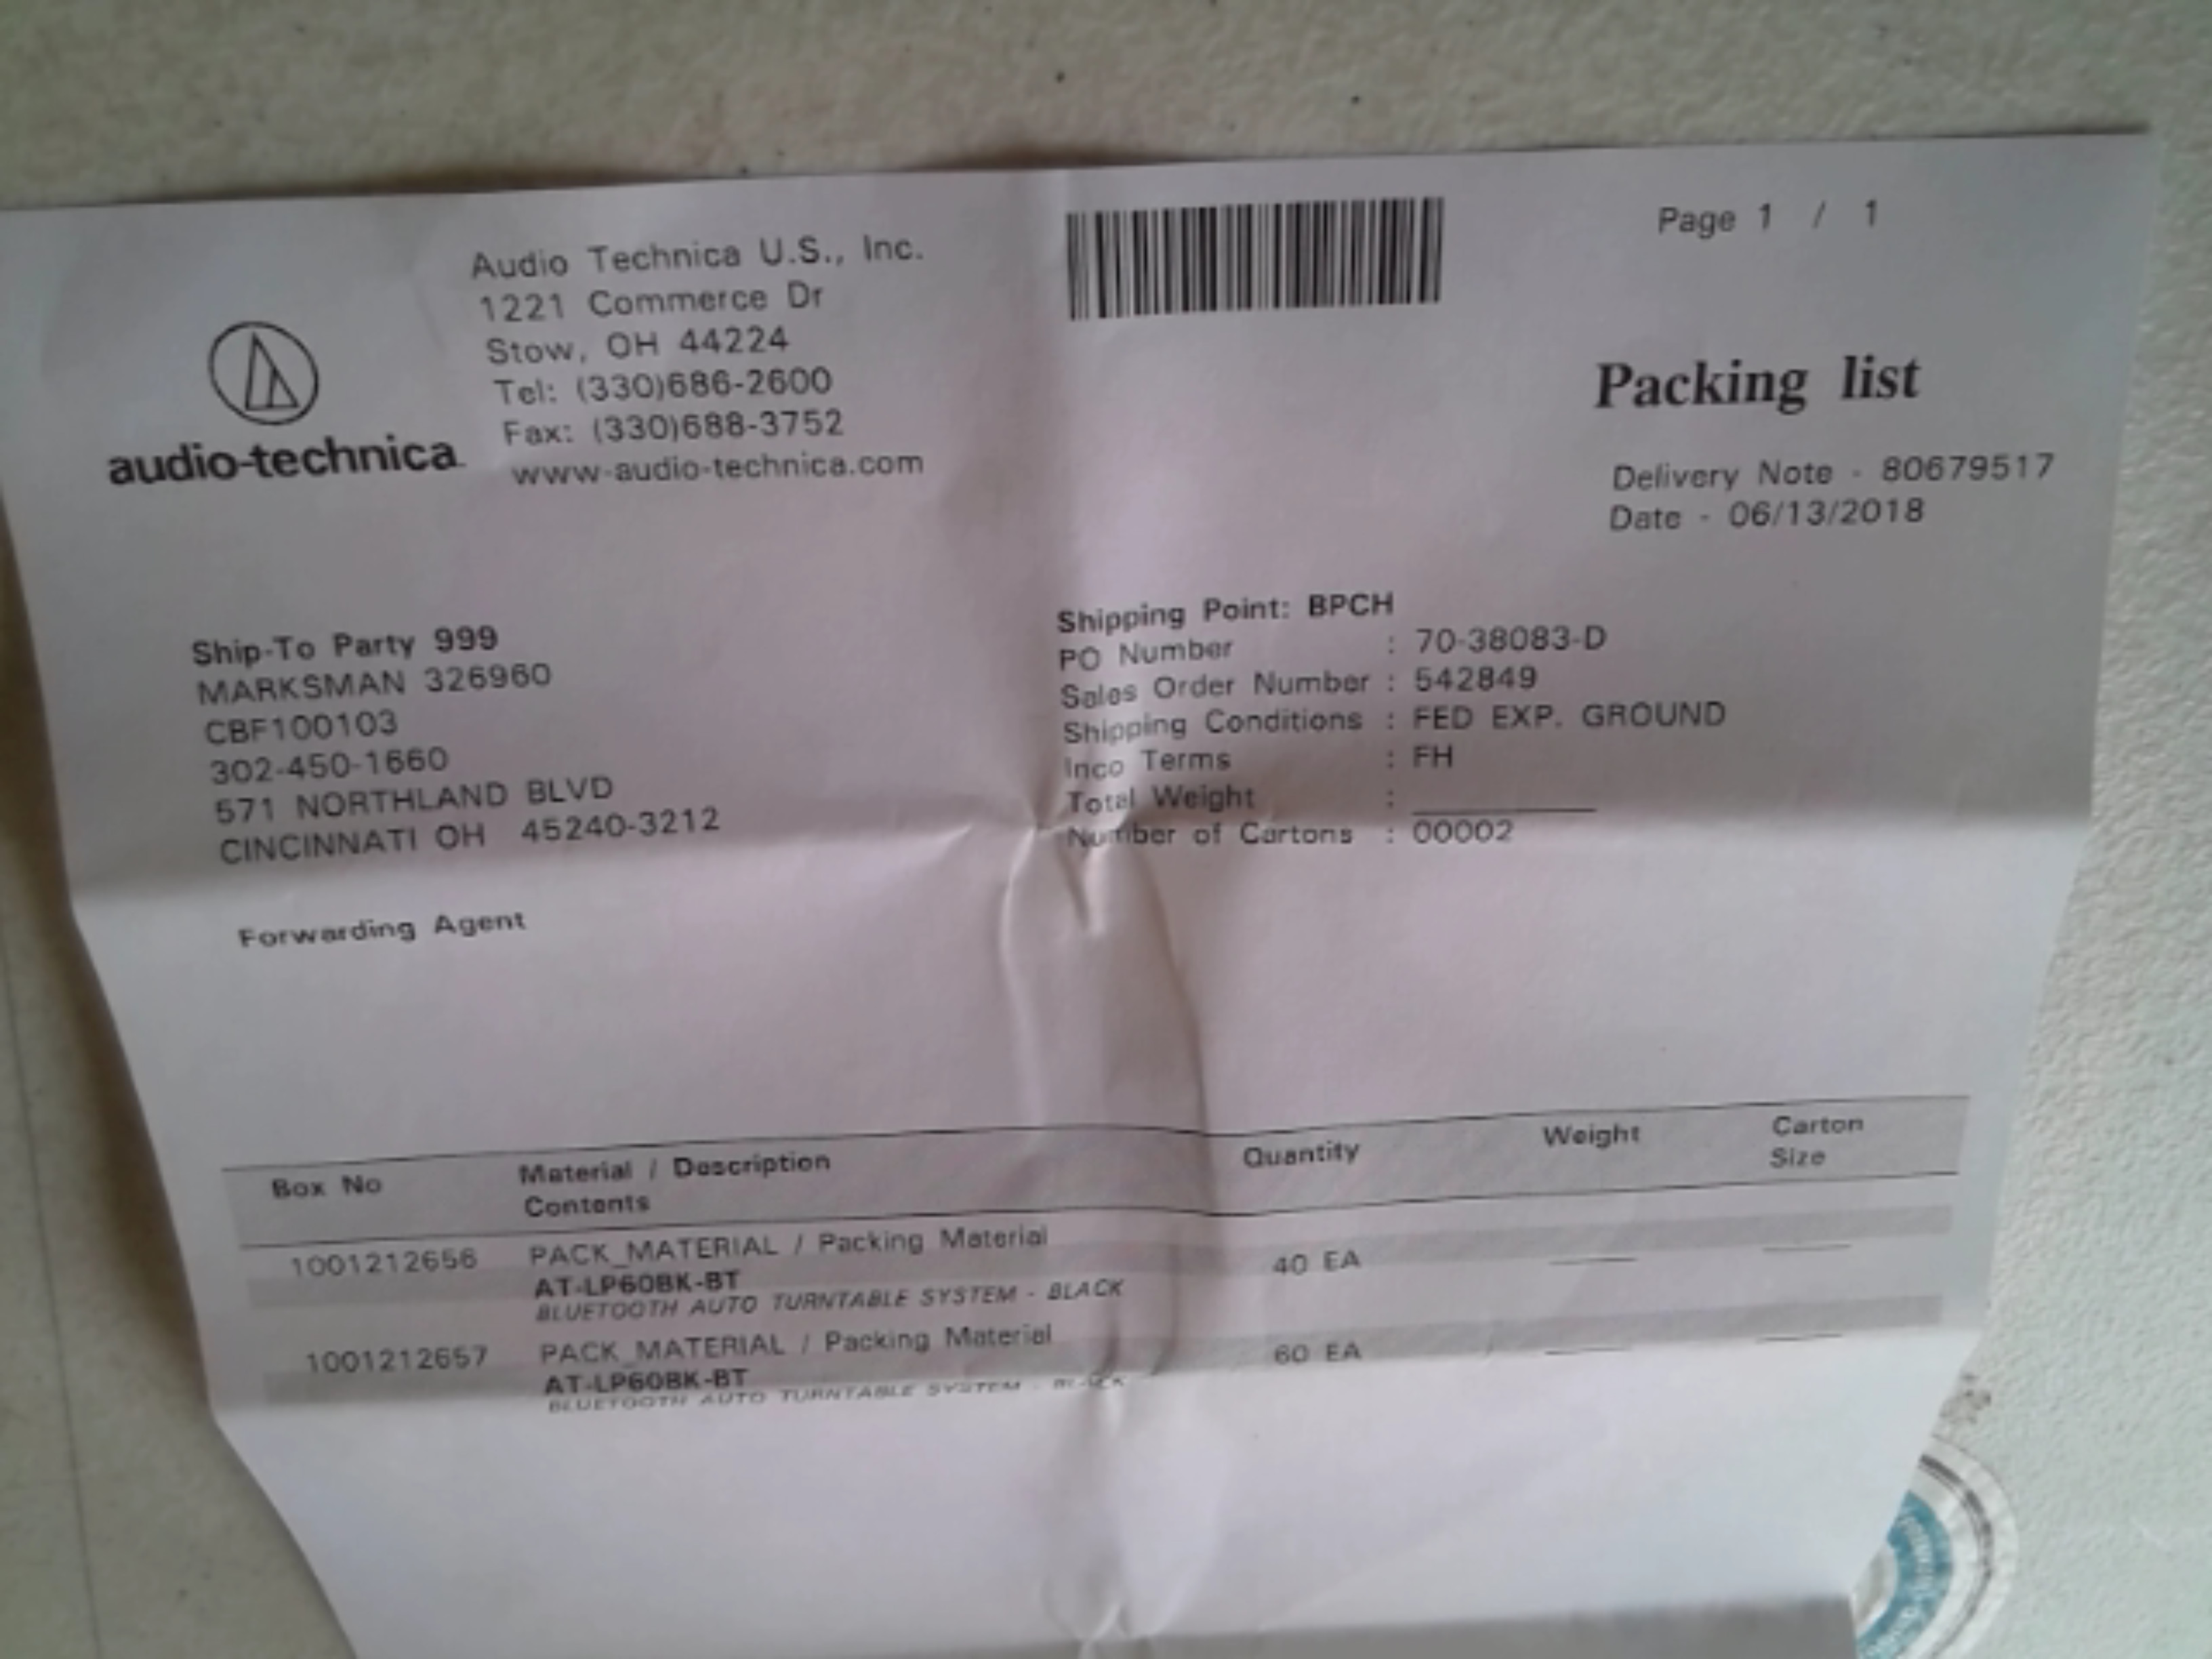 Audio Technica U.S., Inc.
1221 Commerce Dr
Stow, OH 44224
Tel: (330)686-2600
Fax: (330)688-3752
www-audio-technica.com
audio-technica
Page 1 / 1
Packing list
Delivery Note - 80679517
Date - 06/13/2018
Ship-To Party 999
MARKSMAN 326960
CBF100103
302-450-1660
571 NORTHLAND BLVD
CINCINNATI OH 45240-3212
Shipping Point: BPCH
PO Number : 70-38083-D
Sales Order Number : 542849
Shipping Conditions : FED EXP. GROUND
Inco Terms : FH
Total Weight :
Number of Cartons : 00002
Forwarding Agent
Box No Material / Description Quantity Weight Carton
Contents Size
1001212656 PACK_MATERIAL / Packing Material 40 EA
AT-LP60BK-BT
BLUETOOTH AUTO TURNTABLE SYSTEM - BLACK
1001212657 PACK_MATERIAL / Packing Material 60 EA
AT-LP60BK-BT
BLUETOOTH AUTO TURNTABLE SYSTEM - BLACK